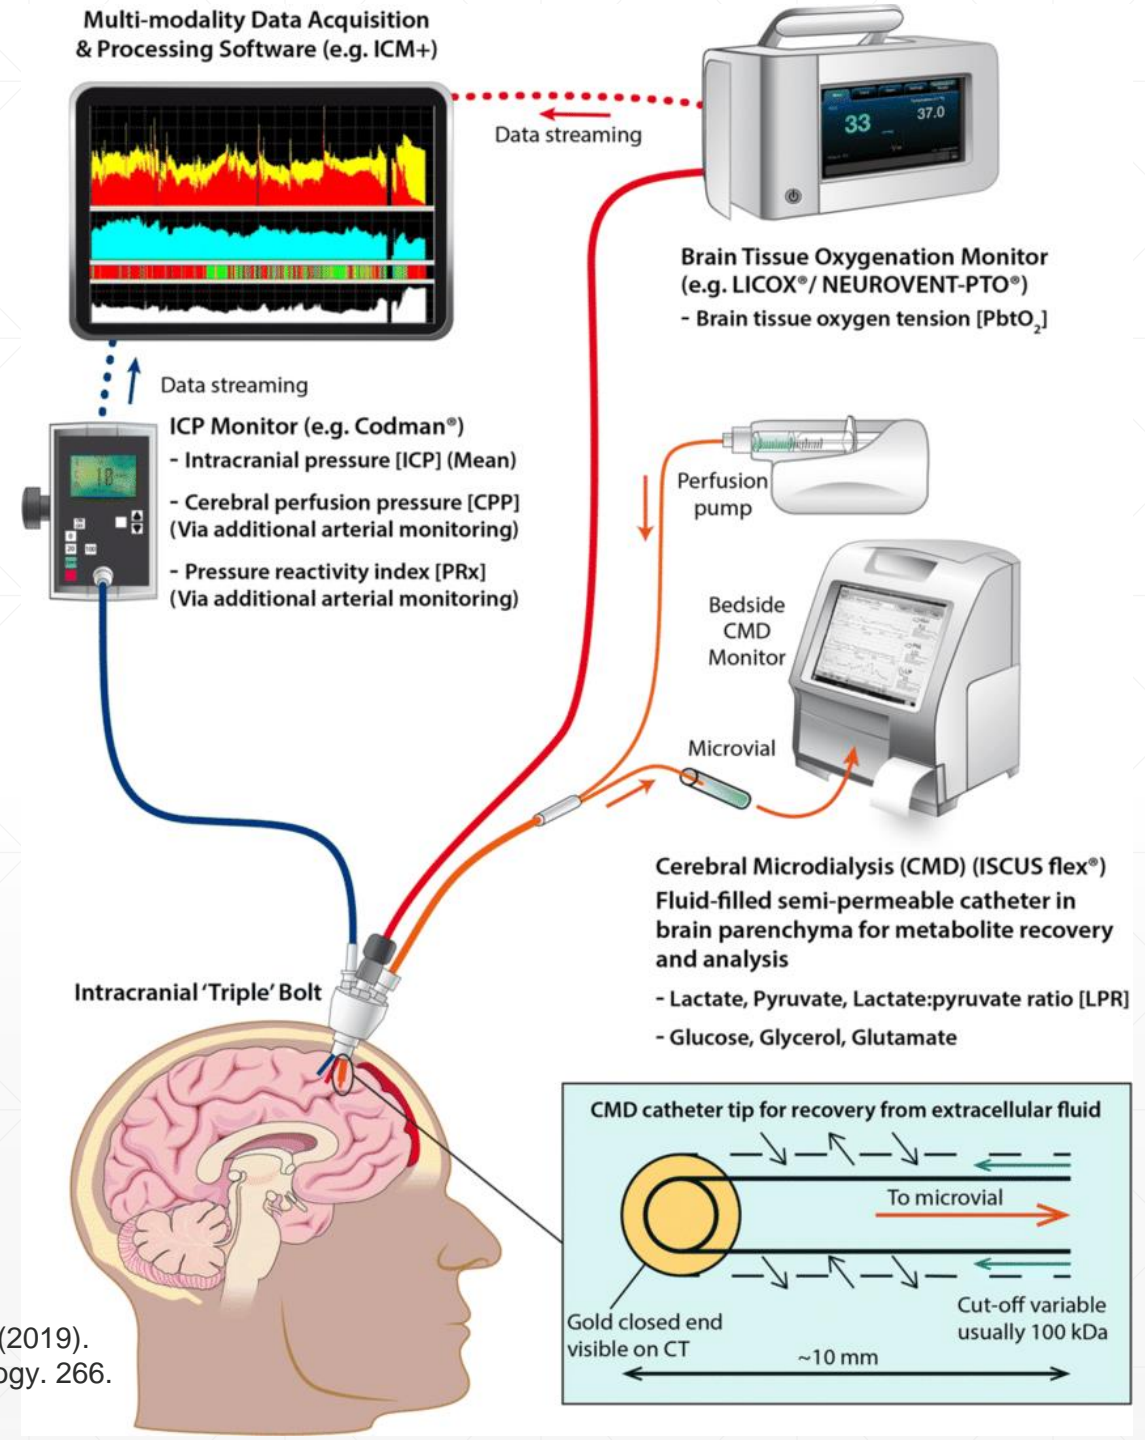 Multi-modality Data Acquisition
& Processing Software (e.g. ICM+)
Data streaming
33
37.0
Brain Tissue Oxygenation Monitor
(e.g. LICOX®/ NEUROVENT-PTO®)
- Brain tissue oxygen tension [PbtO₂]
Data streaming
ICP Monitor (e.g. Codman®)
- Intracranial pressure [ICP] (Mean)
- Cerebral perfusion pressure [CPP]
(Via additional arterial monitoring)
- Pressure reactivity index [PRx]
(Via additional arterial monitoring)
Perfusion
pump
Bedside
CMD
Monitor
Microvial
Cerebral Microdialysis (CMD) (ISCUS flex®)
Fluid-filled semi-permeable catheter in
brain parenchyma for metabolite recovery
and analysis
- Lactate, Pyruvate, Lactate:pyruvate ratio [LPR]
- Glucose, Glycerol, Glutamate
Intracranial ‘Triple’ Bolt
CMD catheter tip for recovery from extracellular fluid
To microvial
Gold closed end
visible on CT
Cut-off variable
usually 100 kDa
~10 mm
(2019).
ogy. 266.